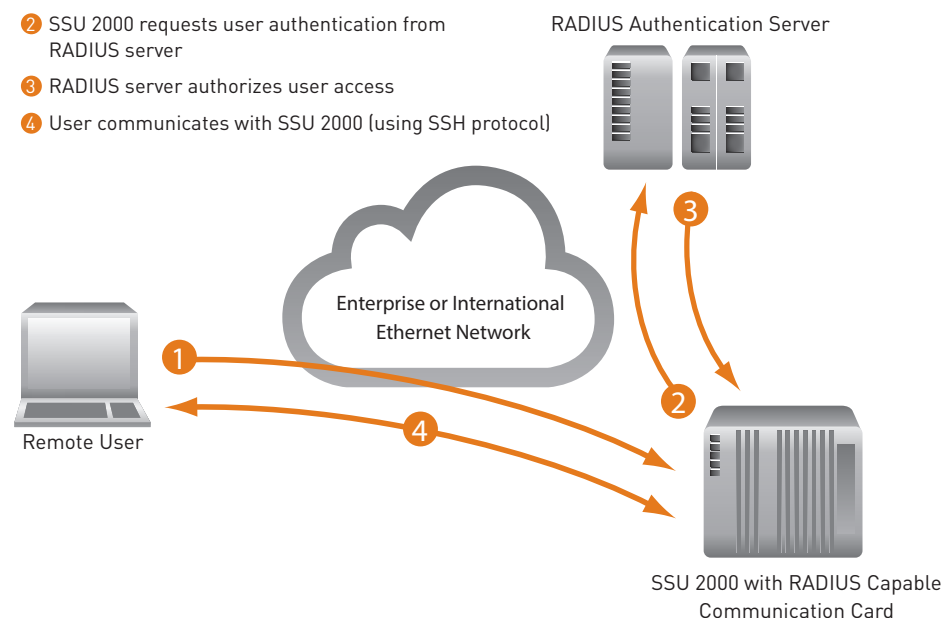 2 SSU 2000 requests user authentication from
RADIUS server
3 RADIUS server authorizes user access
4 User communicates with SSU 2000 (using SSH protocol)
RADIUS Authentication Server
3
Enterprise or International
Ethernet Network
1
2
4
Remote User
SSU 2000 with RADIUS Capable
Communication Card